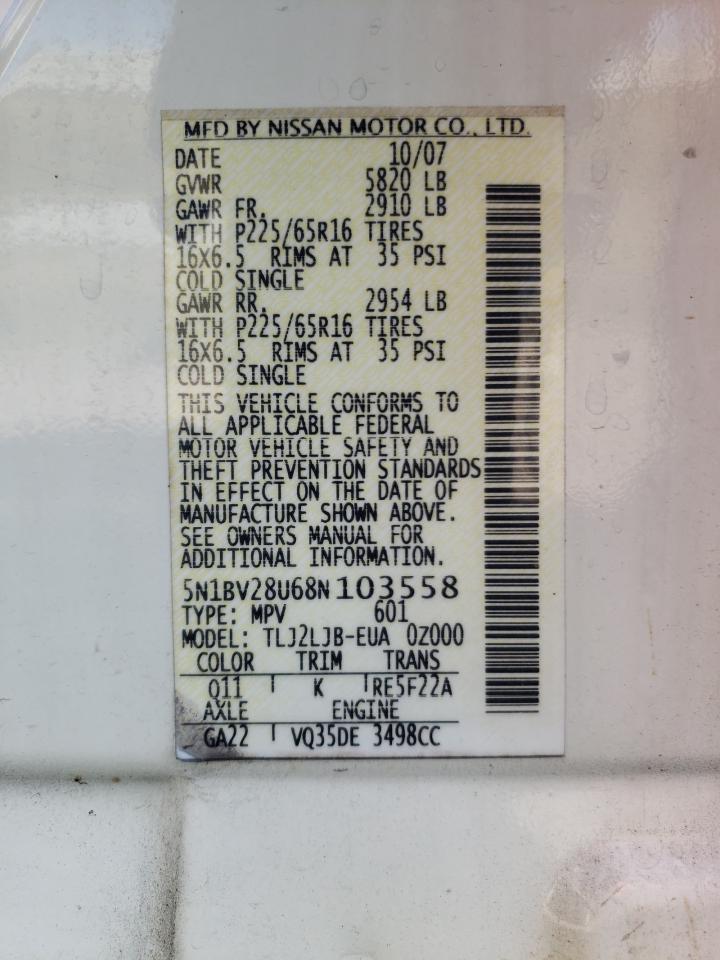 MFD BY NISSAN MOTOR CO., LTD.
DATE 10/07
GVWR 5820 LB
GAWR FR. 2910 LB
WITH P225/65R16 TIRES
16X6.5 RIMS AT 35 PSI
COLD SINGLE
GAWR RR. 2954 LB
WITH P225/65R16 TIRES
16X6.5 RIMS AT 35 PSI
COLD SINGLE
THIS VEHICLE CONFORMS TO
ALL APPLICABLE FEDERAL
MOTOR VEHICLE SAFETY AND
THEFT PREVENTION STANDARDS
IN EFFECT ON THE DATE OF
MANUFACTURE SHOWN ABOVE.
SEE OWNERS MANUAL FOR
ADDITIONAL INFORMATION.
5N1BV28U68N103558
TYPE: MPV 601
MODEL: TLJ2LJB-EUA 0Z000
COLOR TRIM TRANS
Q11 K RE5F22A
AXLE ENGINE
GA22 VQ35DE 3498CC